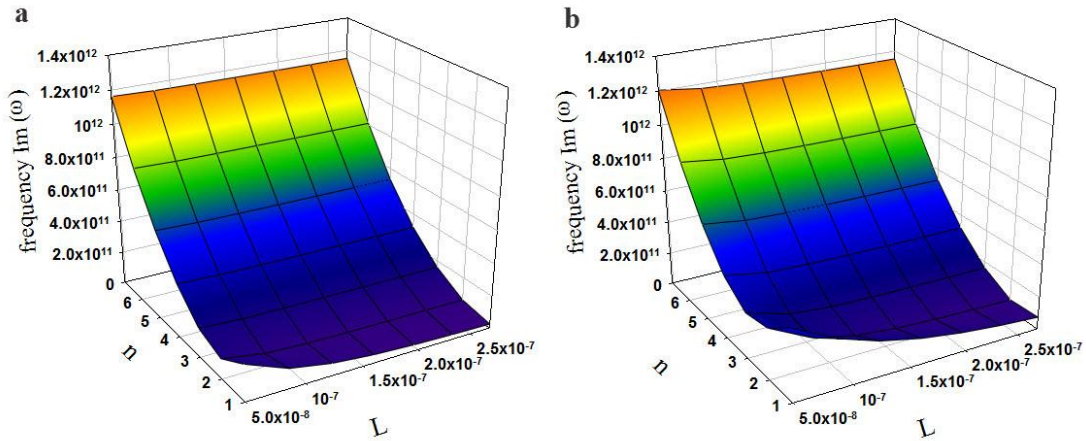 a
frequency Im (ω)
1.4x10¹²
1.2x10¹²
10¹²
8.0x10¹¹
6.0x10¹¹
4.0x10¹¹
2.0x10¹¹
0
6
5
4
3
2
1
n
5.0x10⁻⁸
10⁻⁷
1.5x10⁻⁷
2.0x10⁻⁷
2.5x10⁻⁷
L
b
frequency Im (ω)
1.4x10¹²
1.2x10¹²
10¹²
8.0x10¹¹
6.0x10¹¹
4.0x10¹¹
2.0x10¹¹
0
6
5
4
3
2
1
n
5.0x10⁻⁸
10⁻⁷
1.5x10⁻⁷
2.0x10⁻⁷
2.5x10⁻⁷
L